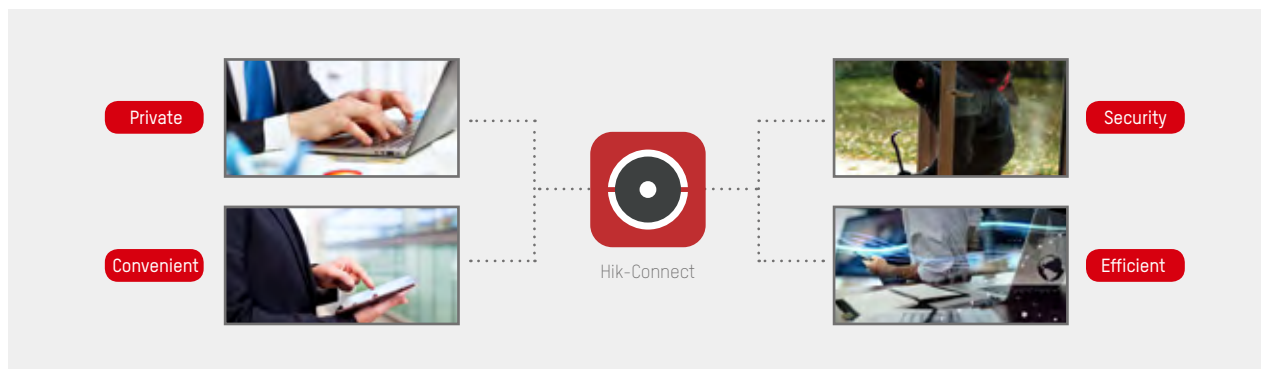 Private
Convenient
Hik-Connect
Security
Efficient